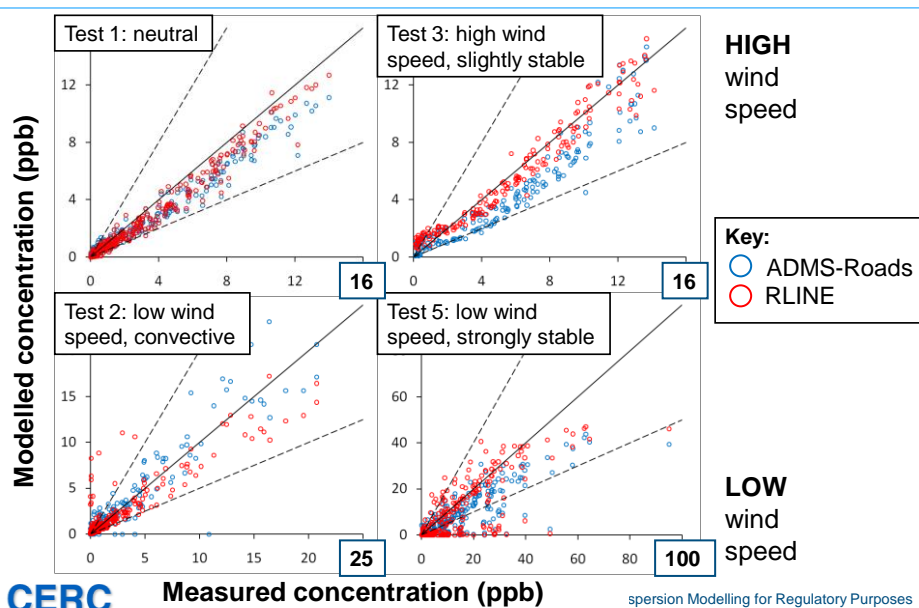 Test 1: neutral
Test 3: high wind
speed, slightly stable
HIGH
wind
speed
Modelled concentration (ppb)
12
8
4
0
0
4
8
12
16
12
8
4
0
0
4
8
12
16
Key:
ADMS-Roads
RLINE
Test 2: low wind
speed, convective
Test 5: low wind
speed, strongly stable
15
10
5
0
0
5
10
15
20
25
60
40
20
0
0
20
40
60
80
100
LOW
wind
speed
CERC
Measured concentration (ppb)
spersion Modelling for Regulatory Purposes